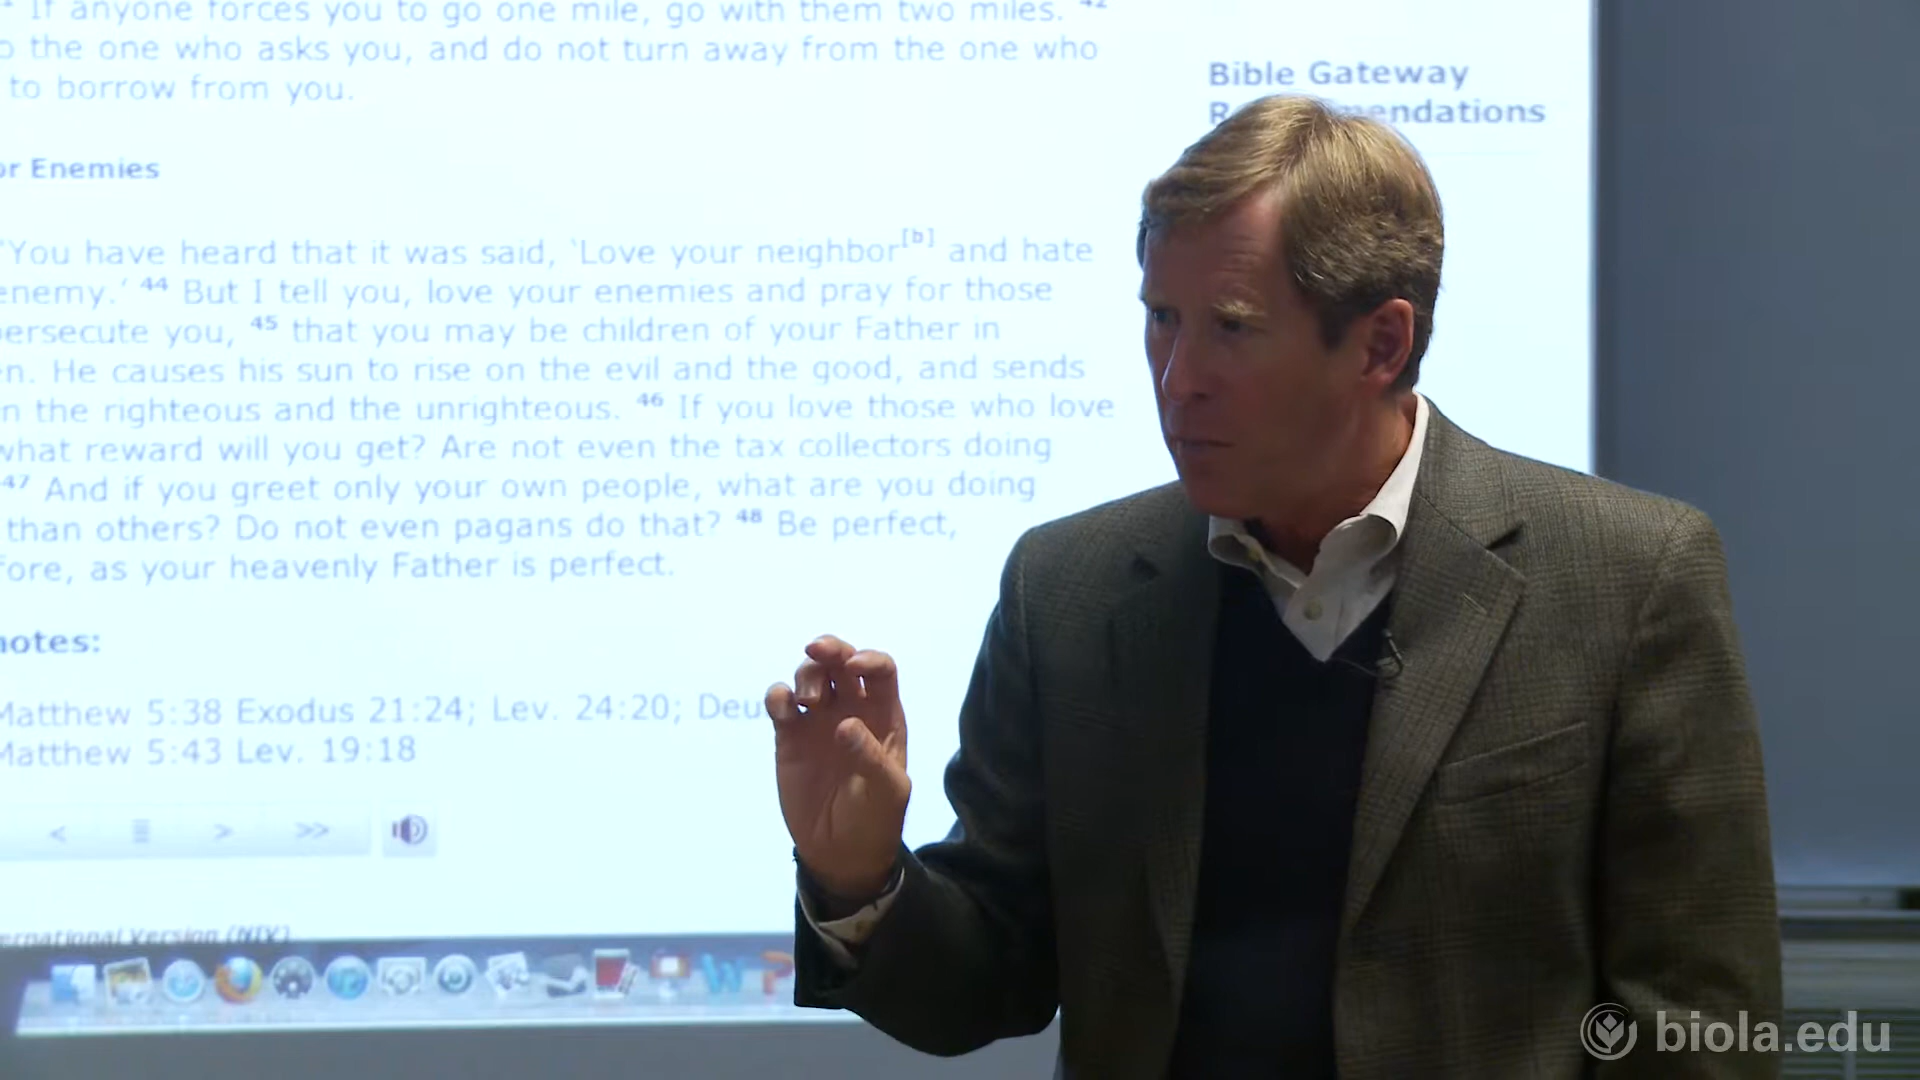 If anyone forces you to go one mile, go with them two miles. 42
the one who asks you, and do not turn away from the one who
to borrow from you.
Bible Gateway
Enemies
"You have heard that it was said, 'Love your neighbor[b] and hate
enemy.' 44 But I tell you, love your enemies and pray for those
persecute you, 45 that you may be children of your Father in
He causes his sun to rise on the evil and the good, and sends
the righteous and the unrighteous. 46 If you love those who love
what reward will you get? Are not even the tax collectors doing
47 And if you greet only your own people, what are you doing
than others? Do not even pagans do that? 48 Be perfect,
as your heavenly Father is perfect.
Matthew 5:38 Exodus 21:24; Lev. 24:20;
Matthew 5:43 Lev. 19:18
< >  >>
Version (NIV)
W P
biola.edu